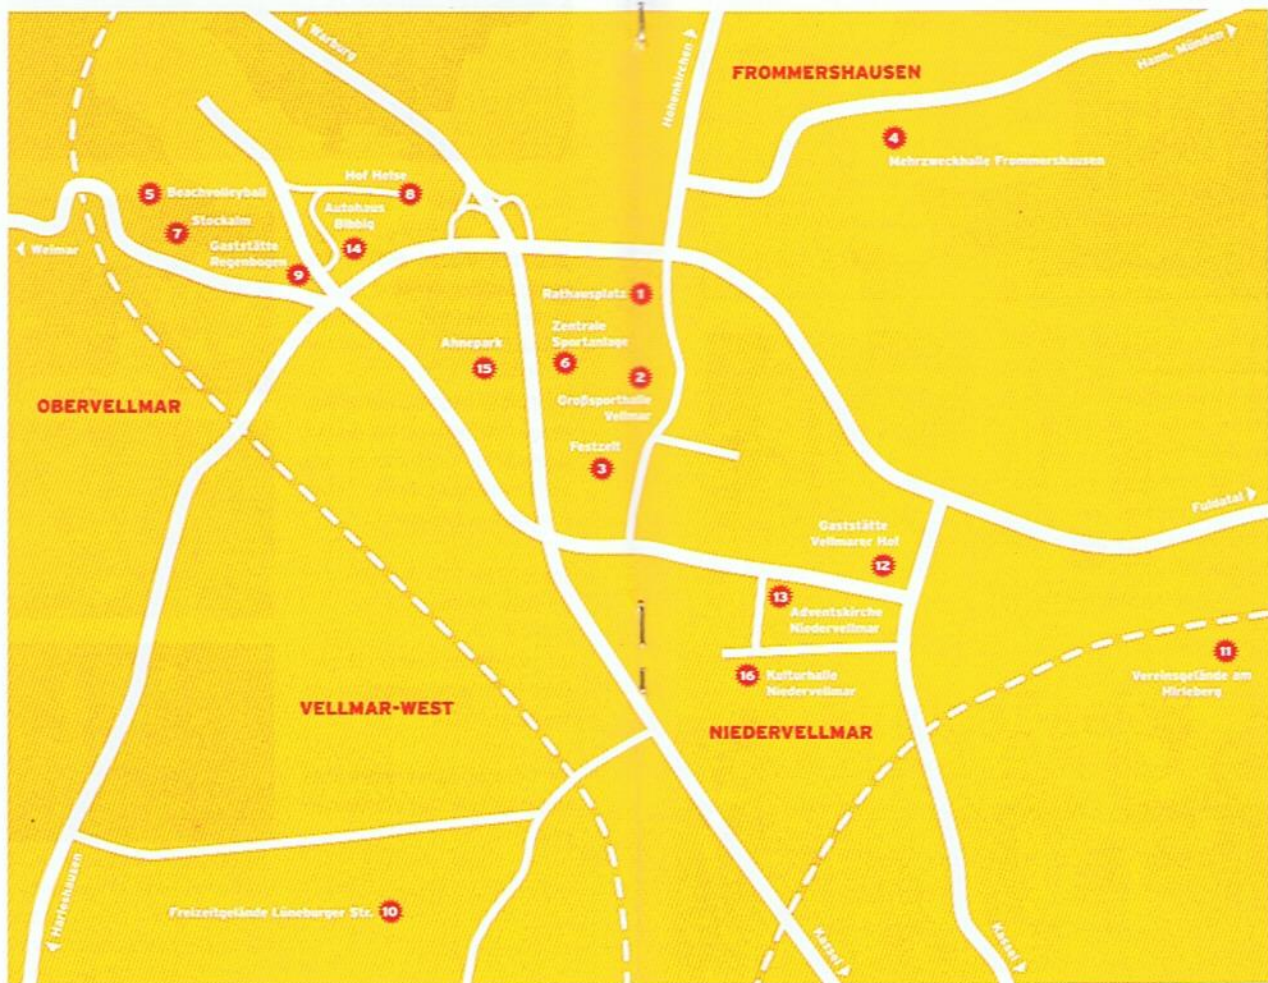 Warburg
Hohenkirchen
FROMMERSHAUSEN
Hann. Münden
4
Mehrzweckhalle Frommershausen
5 Beachvolleyball
Hof Helse 8
7 Stockalm
Autohaus
Bibbig
14
Weimar
Gaststätte
Regenbogen
9
Rathausplatz 1
Zentrale
Sportanlage
6
Ahnepark
15
2
Großsporthalle
Vellmar
OBERVELLMAR
Festzelt
3
Fuldatal
Gaststätte
Vellmarer Hof
12
13
Adventskirche
Niedervellmar
11
Vereinsgelände am
16 Kulturhalle
Niedervellmar
VELLMAR-WEST
NIEDERVELLMAR
Harleshausen
Freizeitgelände Lüneburger Str. 10
Kassel
Kassel